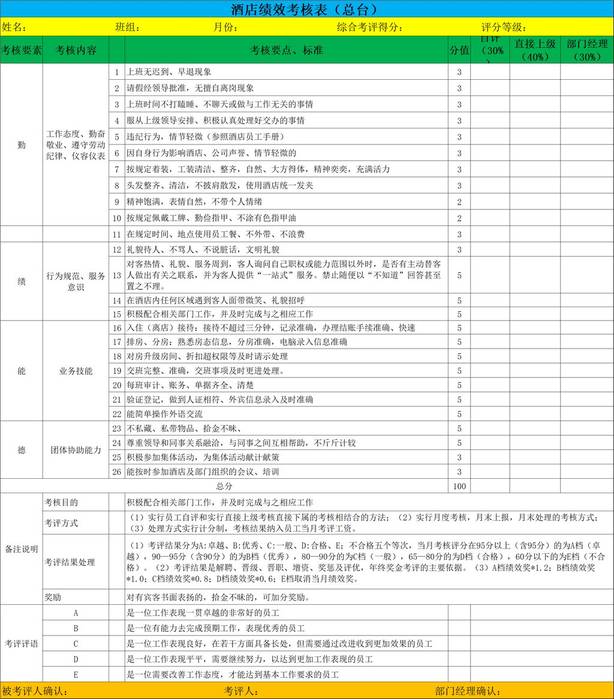 酒店绩效考核表（总台）
姓名： 班组： 月份： 综合考评得分： 评分等级：
考核要素 考核内容 考核要点、标准 分值 自评（30%） 直接上级（40%） 部门经理（30%）
勤 工作态度、勤奋敬业、遵守劳动纪律、仪容仪表
1 上班无迟到、早退现象 3
2 请假经领导批准，无擅自离岗现象 3
3 上班时间不打瞌睡、不聊天或做与工作无关的事情 3
4 服从上级领导安排、积极认真处理好交办的事情 3
5 违纪行为，情节轻微（参照酒店员工手册） 3
6 因自身行为影响酒店、公司声誉、情节轻微的 3
7 按规定着装，工装清洁、整齐，自然、大方得体，精神奕奕，充满活力 3
8 头发整齐、清洁，不披肩散发，使用酒店统一发夹 3
9 精神饱满，表情自然，不带个人情绪 2
10 按规定佩戴工牌、勤俭指甲、不涂有色指甲油 2
11 在规定时间、地点使用员工餐、不外带、不浪费 3
绩 行为规范、服务意识
12 礼貌待人、不骂人、不说脏话，文明礼貌 3
13 对客热情、礼貌、服务周到，客人询问自己职权或能力范围以外时，是否有主动替客
人做出有关之联系，并为客人提供“一站式”服务。禁止随便以“不知道”回答甚至
置之不理。 5
14 在酒店内任何区域遇到客人面带微笑、礼貌招呼 5
15 积极配合相关部门工作，并及时完成与之相应工作 5
能 业务技能
16 入住（离店）接待：接待不超过三分钟，记录准确，办理结账手续准确、快速 5
17 排房、分房：熟悉房态信息，分房准确，电脑录入信息准确 5
18 对房升级房间、折扣超权限等及时请示处理 5
19 交班完整、准确，交班事项及时更进处理。 5
20 每班审计、账务、单据齐全、清楚 5
21 验证登记，做到人证相符、外宾信息录入及时准确 5
22 能简单操作外语交流 5
德 团体协助能力
23 不私藏、私带物品、拾金不昧、 5
24 尊重领导和同事关系融洽，与同事之间互相帮助，不斤斤计较 5
25 积极参加集体活动，为集体活动献计献策 3
26 能按时参加酒店及部门组织的会议、培训 3
总分 100
备注说明
考核目的 积极配合相关部门工作，并及时完成与之相应工作
考评方式 （1）实行员工自评和实行直接上级考核直接下属的考核相结合的方法；（2）实行月度考核，月末上报，月末处理的考核方式；
（3）处理方式实行计分制，考核结果纳入员工当月考评工资。
考评结果处理 （1）考评结果分为A:卓越、B:优秀、C:一般、D:合格、E；不合格五个等次，当月考核评分在95分以上（含95分）的为A档（卓
越），90—95分（含90分）的为B档（优秀），80—90分的为C档（一般），65—80分的为D档（合格），60分以下的为E档（不合
格）。（2）考评结果是解聘、晋级、晋职、增资、奖惩及评优，年终奖金考评的主要依据。（3）A档绩效奖*1.2；B档绩效奖
*1.0；C档绩效奖*0.8；D档绩效奖*0.6；E档取消当月绩效奖。
奖励 对有宾客书面表扬的，拾金不昧的，可加分奖励。
考评评语
A 是一位工作表现一贯卓越的非常好的员工
B 是一位有能力去完成预期工作，表现优秀的员工
C 是一位工作表现良好，在若干方面具备长处，但需要通过改进收到更加效果的员工
D 是一位工作表现平平，需要继续努力，以达到更加工作表现的员工
E 是一位需要改善工作态度，才能达到基本工作要求的员工
被考评人确认： 考评人： 部门经理确认：